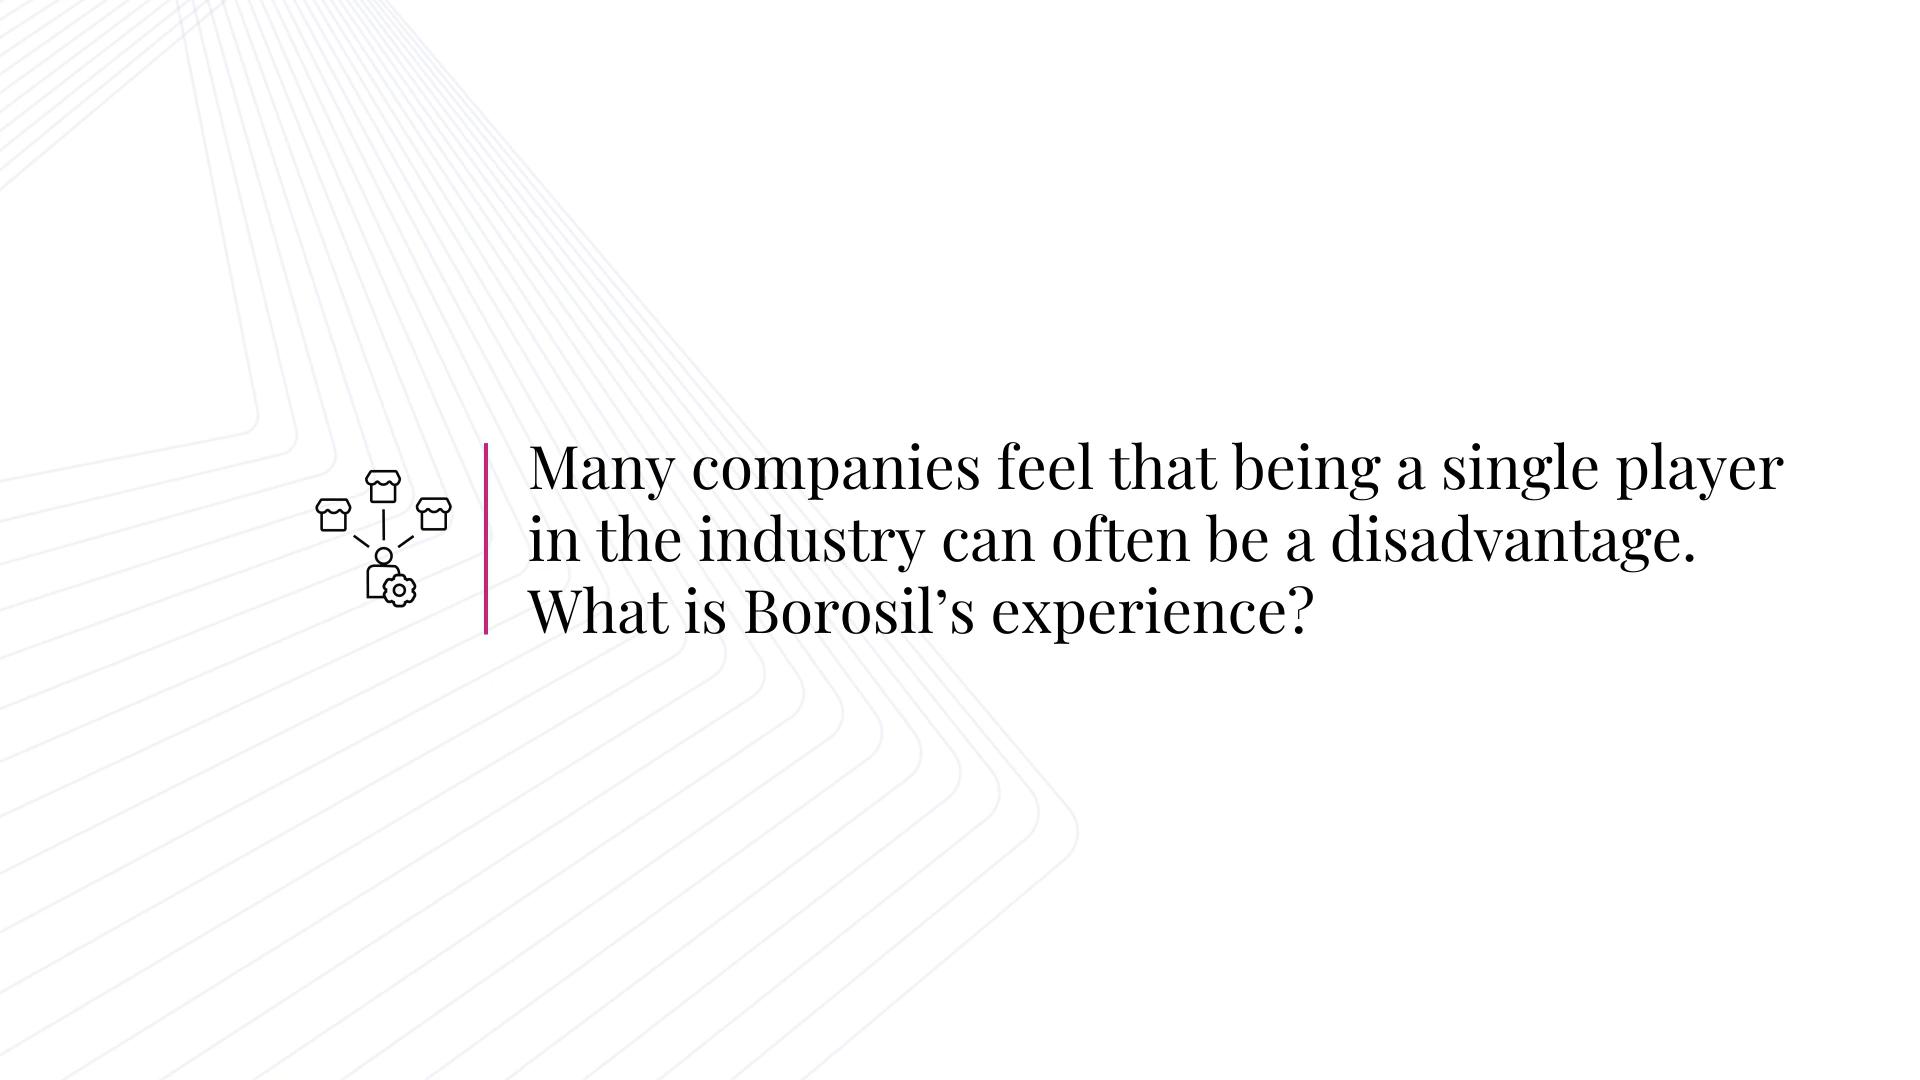 Many companies feel that being a single player
in the industry can often be a disadvantage.
What is Borosil’s experience?